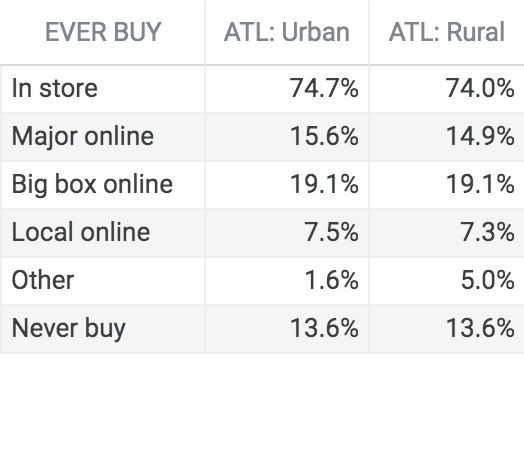 EVER BUY ATL: Urban ATL: Rural
In store 74.7% 74.0%
Major online 15.6% 14.9%
Big box online 19.1% 19.1%
Local online 7.5% 7.3%
Other 1.6% 5.0%
Never buy 13.6% 13.6%